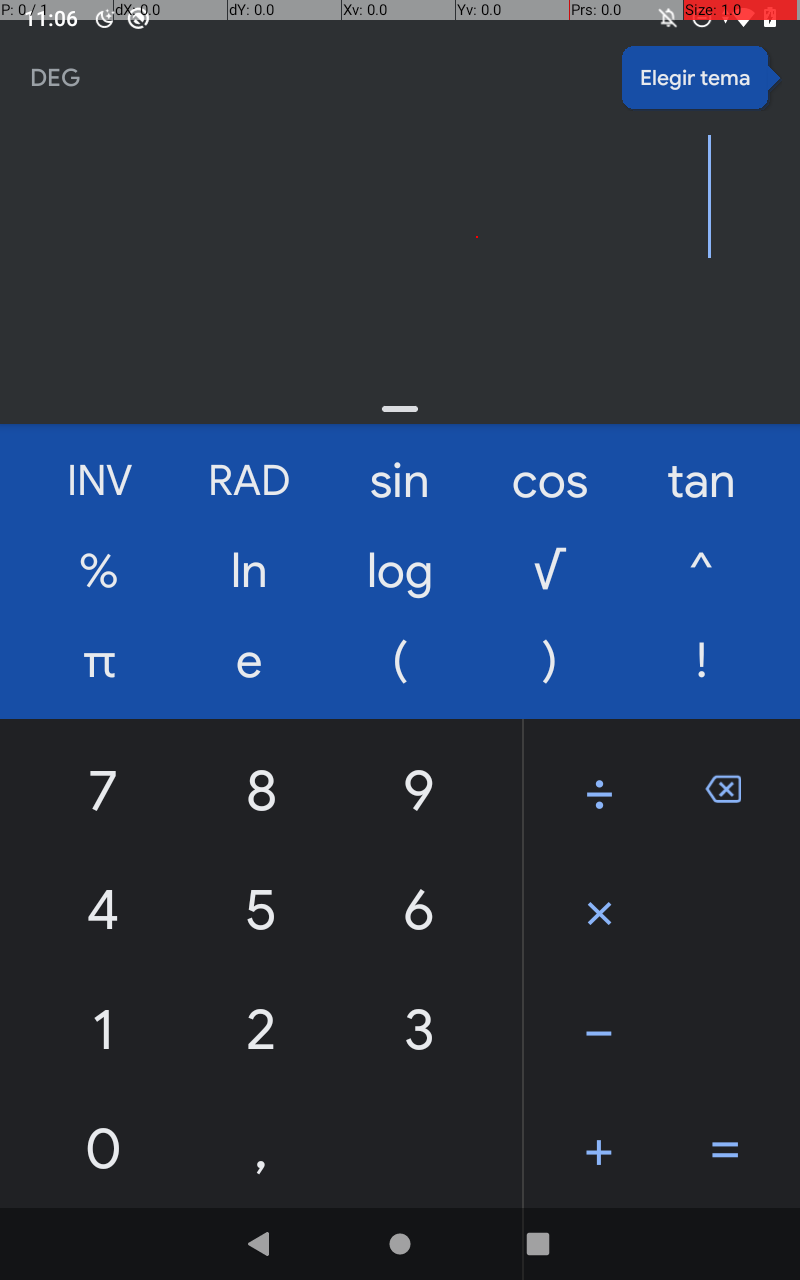 P: 0 / 1 dX: 0.0 dY: 0.0 Xv: 0.0 Yv: 0.0 Prs: 0.0 Size: 1.0
11:06
DEG Elegir tema
INV RAD sin cos tan
% ln log √ ^
π e ( ) !
7 8 9 ÷
4 5 6 ×
1 2 3 −
0 , + =